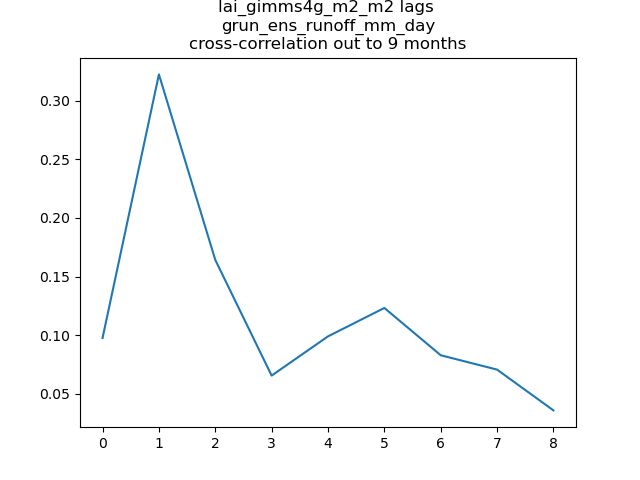 lai_gimms4g_m2_m2 lags
grun_ens_runoff_mm_day
cross-correlation out to 9 months
0.30
0.25
0.20
0.15
0.10
0.05
0 1 2 3 4 5 6 7 8